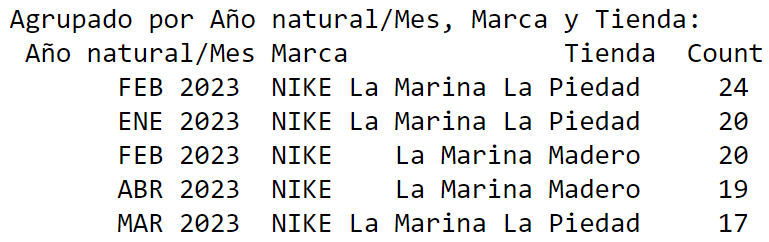 Agrupado por Año natural/Mes, Marca y Tienda:
Año natural/Mes Marca Tienda Count
FEB 2023 NIKE La Marina La Piedad 24
ENE 2023 NIKE La Marina La Piedad 20
FEB 2023 NIKE La Marina Madero 20
ABR 2023 NIKE La Marina Madero 19
MAR 2023 NIKE La Marina La Piedad 17